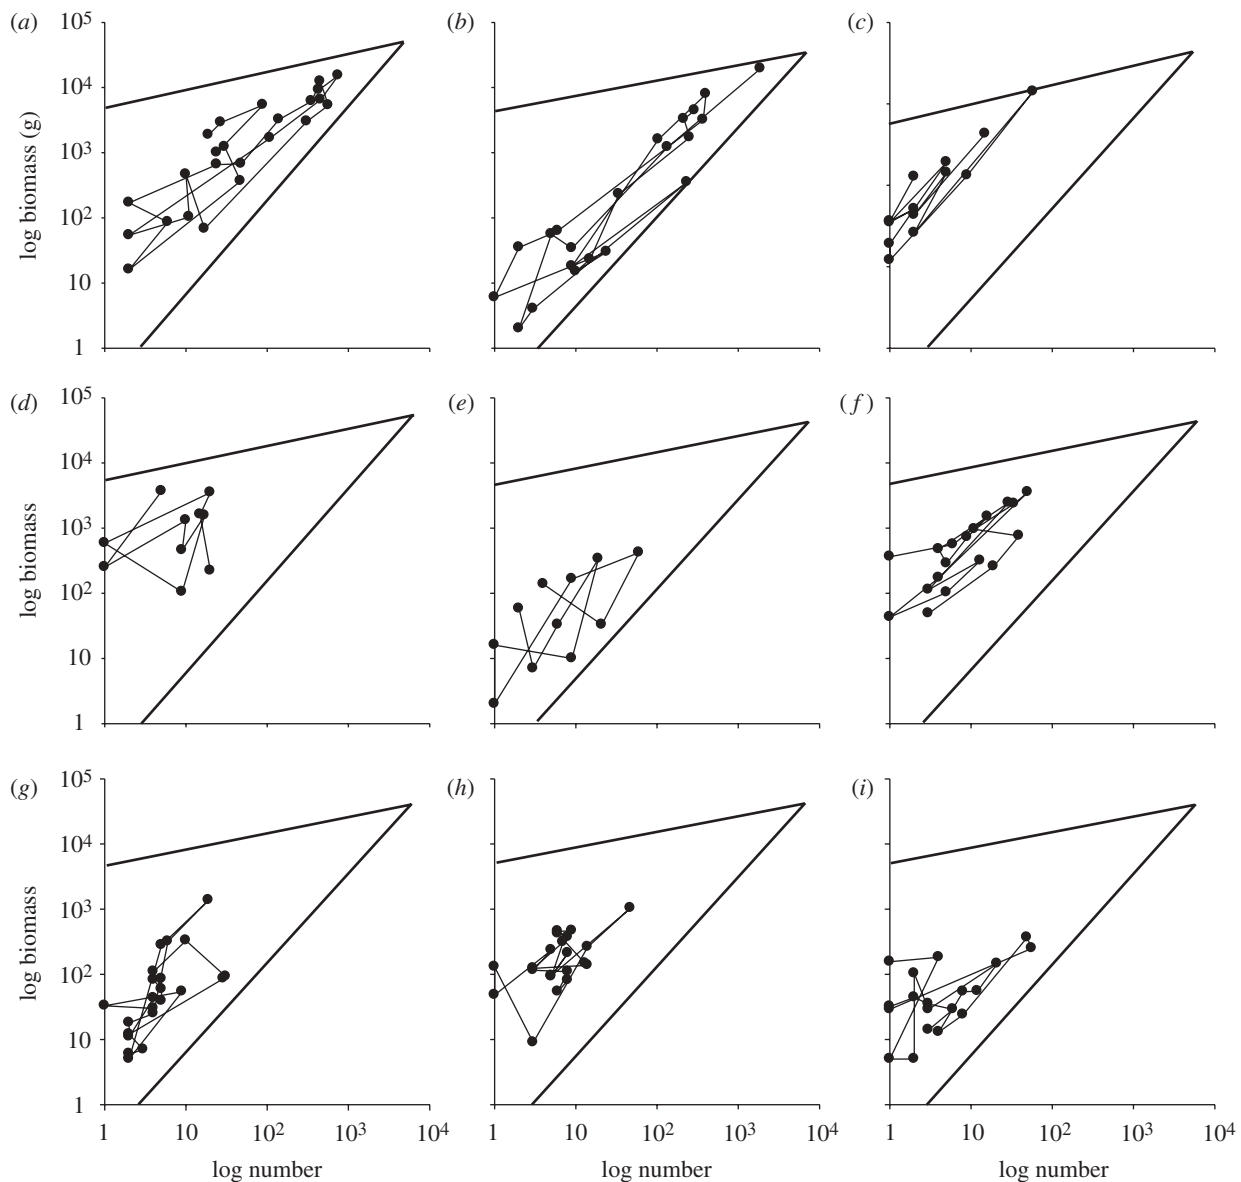 (a) (b) (c)
10⁵
10⁴
10³
10²
10
1
log biomass (g)
(d) (e) (f)
10⁵
10⁴
10³
10²
10
1
log biomass
(g) (h) (i)
10⁵
10⁴
10³
10²
10
1
log biomass
1 10 10² 10³ 10⁴ 1 10 10² 10³ 10⁴ 1 10 10² 10³ 10⁴
log number log number log number